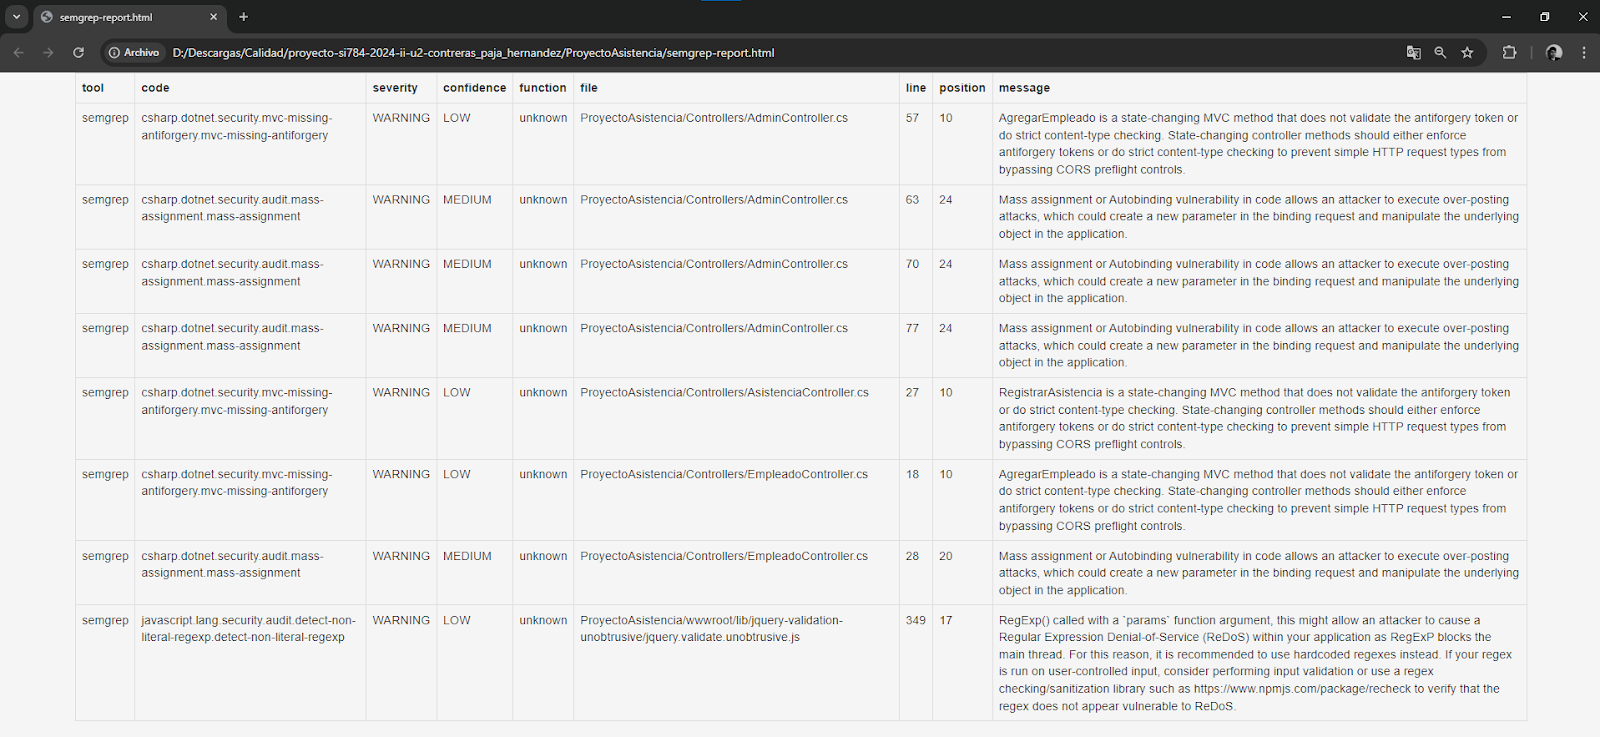 semgrep-report.html
Archivo D:/Descargas/Calidad/proyecto-si784-2024-ii-u2-contreras_paja_hernandez/ProyectoAsistencia/semgrep-report.html
tool code severity confidence function file line position message
semgrep csharp.dotnet.security.mvc-missing- WARNING LOW unknown ProyectoAsistencia/Controllers/AdminController.cs 57 10 AgregarEmpleado is a state-changing MVC method that does not validate the antiforgery token or
antiforgery.mvc-missing-antiforgery do strict content-type checking. State-changing controller methods should either enforce
antiforgery tokens or do strict content-type checking to prevent simple HTTP request types from
bypassing CORS preflight controls.
semgrep csharp.dotnet.security.audit.mass- WARNING MEDIUM unknown ProyectoAsistencia/Controllers/AdminController.cs 63 24 Mass assignment or Autobinding vulnerability in code allows an attacker to execute over-posting
assignment.mass-assignment attacks, which could create a new parameter in the binding request and manipulate the underlying
object in the application.
semgrep csharp.dotnet.security.audit.mass- WARNING MEDIUM unknown ProyectoAsistencia/Controllers/AdminController.cs 70 24 Mass assignment or Autobinding vulnerability in code allows an attacker to execute over-posting
assignment.mass-assignment attacks, which could create a new parameter in the binding request and manipulate the underlying
object in the application.
semgrep csharp.dotnet.security.audit.mass- WARNING MEDIUM unknown ProyectoAsistencia/Controllers/AdminController.cs 77 24 Mass assignment or Autobinding vulnerability in code allows an attacker to execute over-posting
assignment.mass-assignment attacks, which could create a new parameter in the binding request and manipulate the underlying
object in the application.
semgrep csharp.dotnet.security.mvc-missing- WARNING LOW unknown ProyectoAsistencia/Controllers/AsistenciaController.cs 27 10 RegistrarAsistencia is a state-changing MVC method that does not validate the antiforgery token
antiforgery.mvc-missing-antiforgery or do strict content-type checking. State-changing controller methods should either enforce
antiforgery tokens or do strict content-type checking to prevent simple HTTP request types from
bypassing CORS preflight controls.
semgrep csharp.dotnet.security.mvc-missing- WARNING LOW unknown ProyectoAsistencia/Controllers/EmpleadoController.cs 18 10 AgregarEmpleado is a state-changing MVC method that does not validate the antiforgery token or
antiforgery.mvc-missing-antiforgery do strict content-type checking. State-changing controller methods should either enforce
antiforgery tokens or do strict content-type checking to prevent simple HTTP request types from
bypassing CORS preflight controls.
semgrep csharp.dotnet.security.audit.mass- WARNING MEDIUM unknown ProyectoAsistencia/Controllers/EmpleadoController.cs 28 20 Mass assignment or Autobinding vulnerability in code allows an attacker to execute over-posting
assignment.mass-assignment attacks, which could create a new parameter in the binding request and manipulate the underlying
object in the application.
semgrep javascript.lang.security.audit.detect-non- WARNING LOW unknown ProyectoAsistencia/wwwroot/lib/jquery-validation- 349 17 RegExp() called with a `params` function argument, this might allow an attacker to cause a
literal-regexp.detect-non-literal-regexp unobtrusive/jquery.validate.unobtrusive.js Regular Expression Denial-of-Service (ReDoS) within your application as RegExP blocks the
main thread. For this reason, it is recommended to use hardcoded regexes instead. If your regex
is run on user-controlled input, consider performing input validation or use a regex
checking/sanitization library such as https://www.npmjs.com/package/recheck to verify that the
regex does not appear vulnerable to ReDoS.